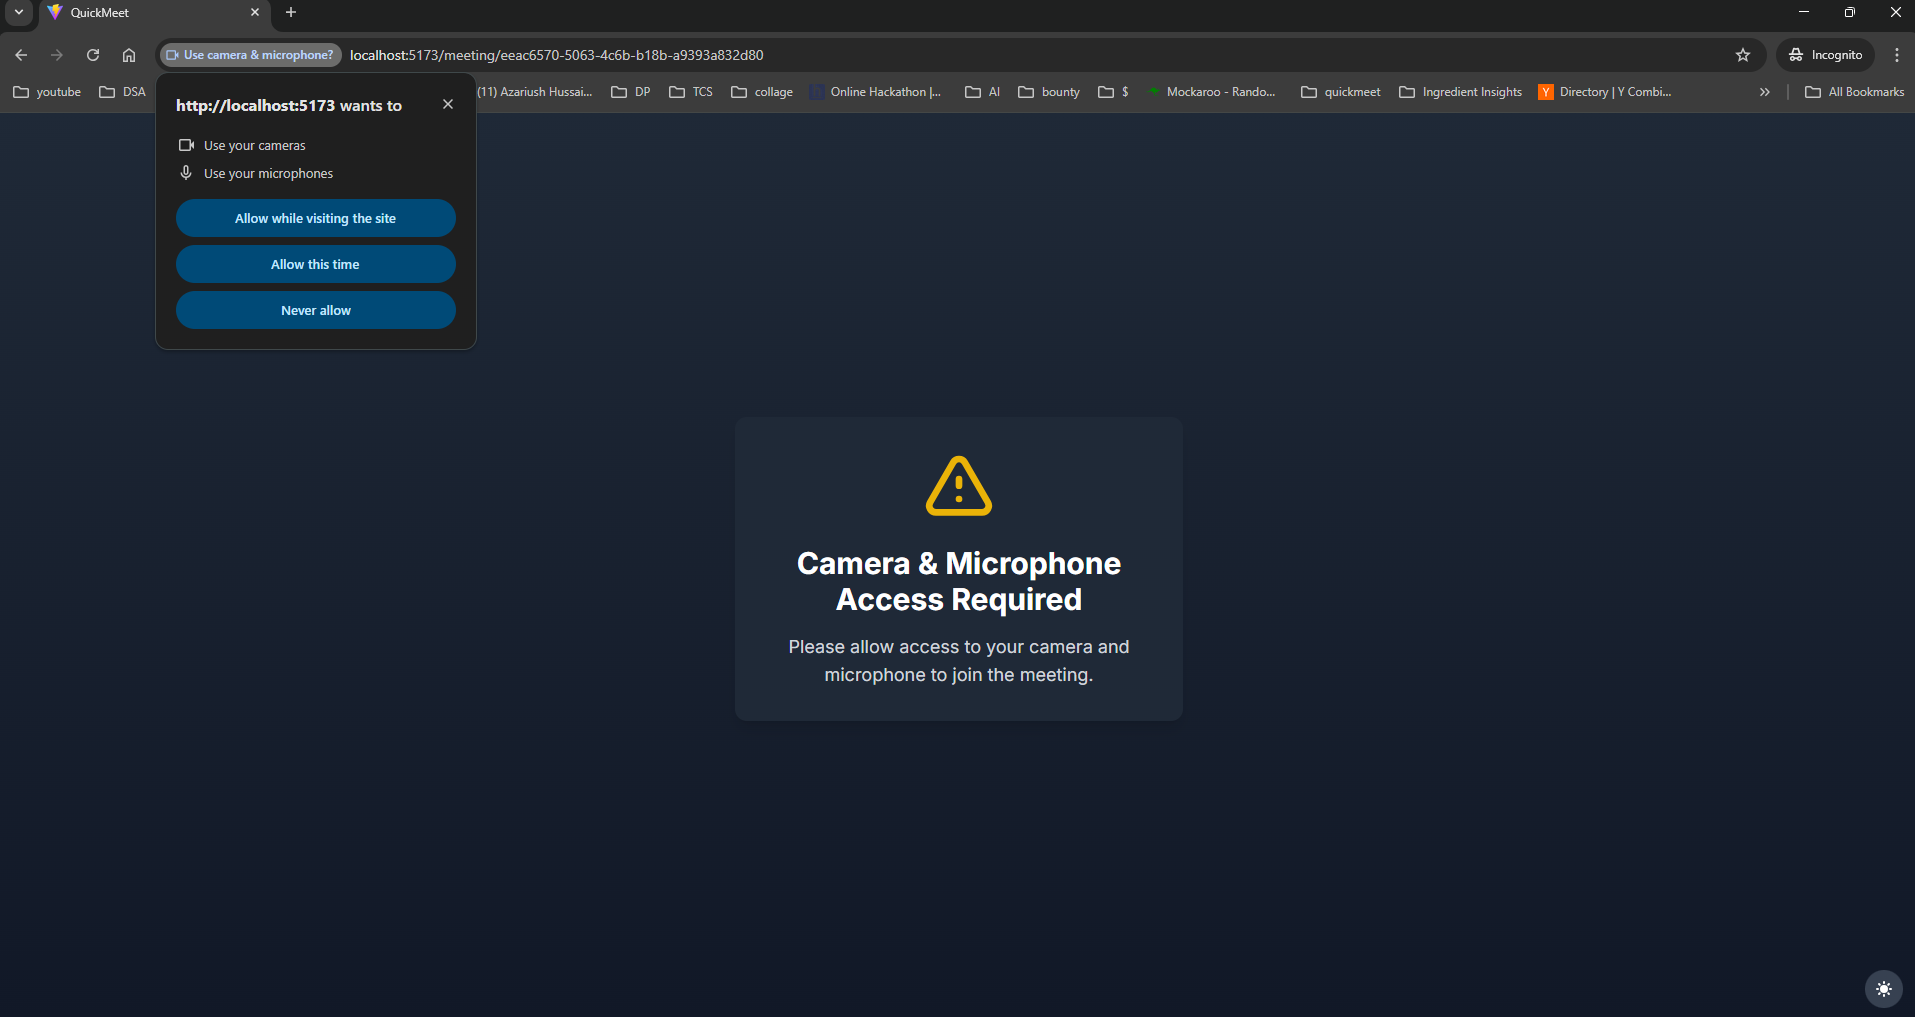 QuickMeet
Use camera & microphone?
localhost:5173/meeting/eeac6570-5063-4c6b-b18b-a9393a832d80
Incognito
youtube
DSA
(11) Azariush Hussai...
DP
TCS
collage
Online Hackathon |...
AI
bounty
$
Mockaroo - Rando...
quickmeet
Ingredient Insights
Y
Directory | Y Combi...
All Bookmarks
http://localhost:5173 wants to
Use your cameras
Use your microphones
Allow while visiting the site
Allow this time
Never allow
Camera & Microphone
Access Required
Please allow access to your camera and
microphone to join the meeting.